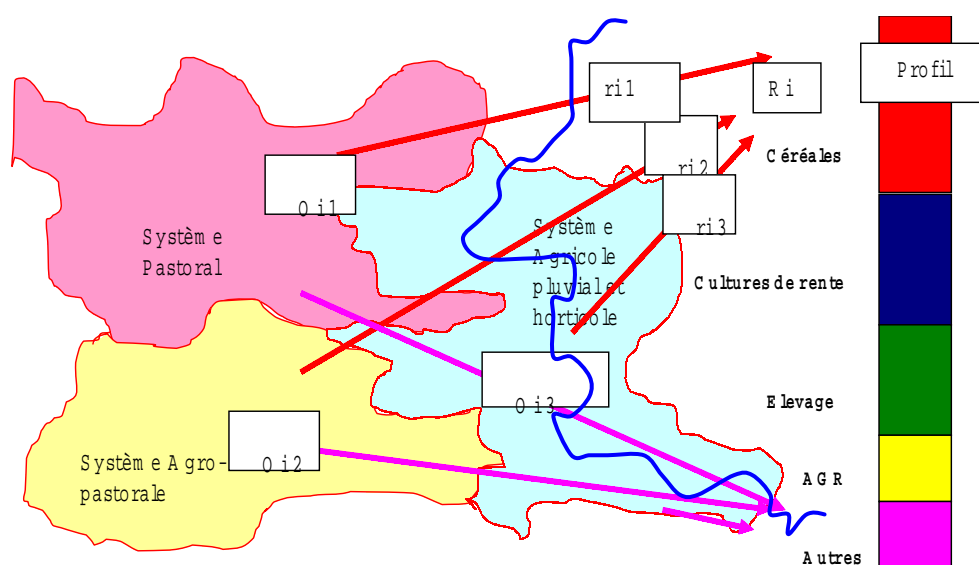 Profil
ri1
Ri
Céréales
ri2
Oi1
ri3
Système
Pastoral
Système
Agricole
pluvial et
horticole
Cultures de rente
Oi3
Elevage
Oi2
Système Agro-
pastorale
AGR
Autres